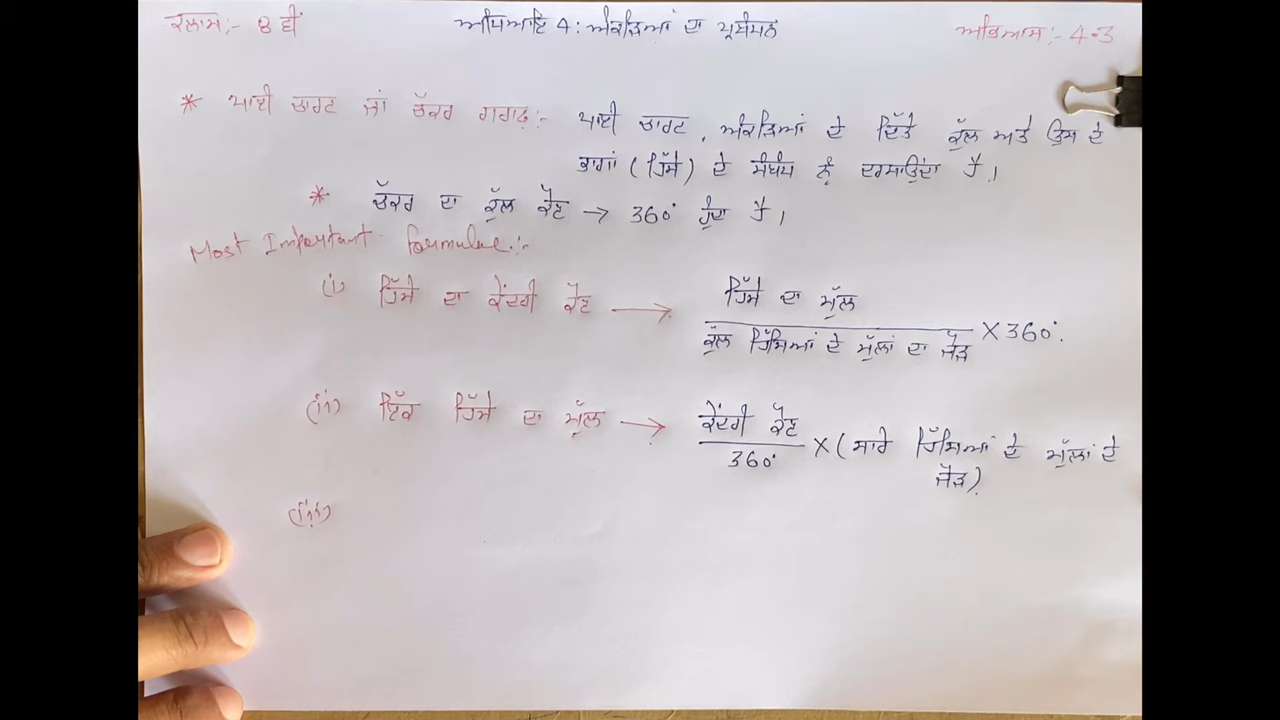 ਕਲਾਸ:- 8 ਵੀਂ ਅਧਿਆਇ 4: ਅੰਕੜਿਆਂ ਦਾ ਪ੍ਰਬੰਧਨ ਅਭਿਆਸ:- 4.3
* ਪਾਈ ਚਾਰਟ ਜਾਂ ਚੱਕਰ ਗਰਾਫ਼:- ਪਾਈ ਚਾਰਟ, ਅੰਕੜਿਆਂ ਦੇ ਦਿੱਤੇ ਕੁੱਲ ਅਤੇ ਉਸ ਦੇ
ਭਾਗਾਂ (ਹਿੱਸੇ) ਦੇ ਸੰਬੰਧ ਨੂੰ ਦਰਸਾਉਂਦਾ ਹੈ।
* ਚੱਕਰ ਦਾ ਕੁੱਲ ਕੋਣ → 360° ਹੁੰਦਾ ਹੈ।
Most Important formulae:-
(i) ਹਿੱਸੇ ਦਾ ਕੇਂਦਰੀ ਕੋਣ → ਹਿੱਸੇ ਦਾ ਮੁੱਲ
ਕੁੱਲ ਹਿੱਸਿਆਂ ਦੇ ਮੁੱਲਾਂ ਦਾ ਜੋੜ × 360°.
(ii) ਇੱਕ ਹਿੱਸੇ ਦਾ ਮੁੱਲ → ਕੇਂਦਰੀ ਕੋਣ
360° × (ਸਾਰੇ ਹਿੱਸਿਆਂ ਦੇ ਮੁੱਲਾਂ ਦੇ
ਜੋੜ).
(iii)